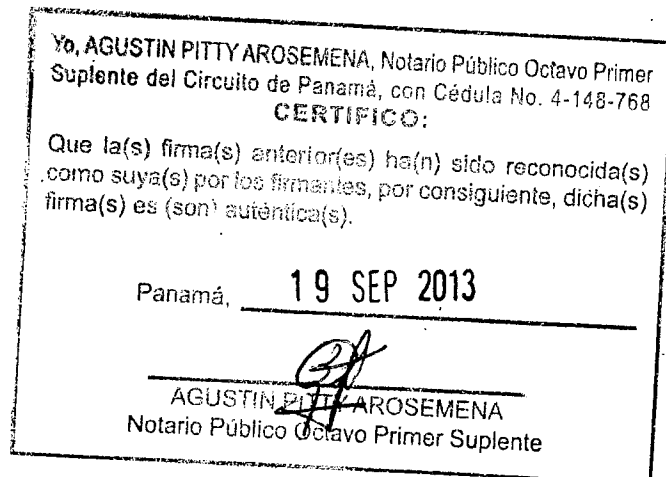 Yo, AGUSTIN PITTY AROSEMENA, Notario Público Octavo Primer
Suplente del Circuito de Panamá, con Cédula No. 4-148-768
CERTIFICO:
Que la(s) firma(s) anterior(es) ha(n) sido reconocida(s)
como suya(s) por los firmantes, por consiguiente, dicha(s)
firma(s) es (son) auténtica(s).
Panamá, 19 SEP 2013
AGUSTIN PITTY AROSEMENA
Notario Público Octavo Primer Suplente